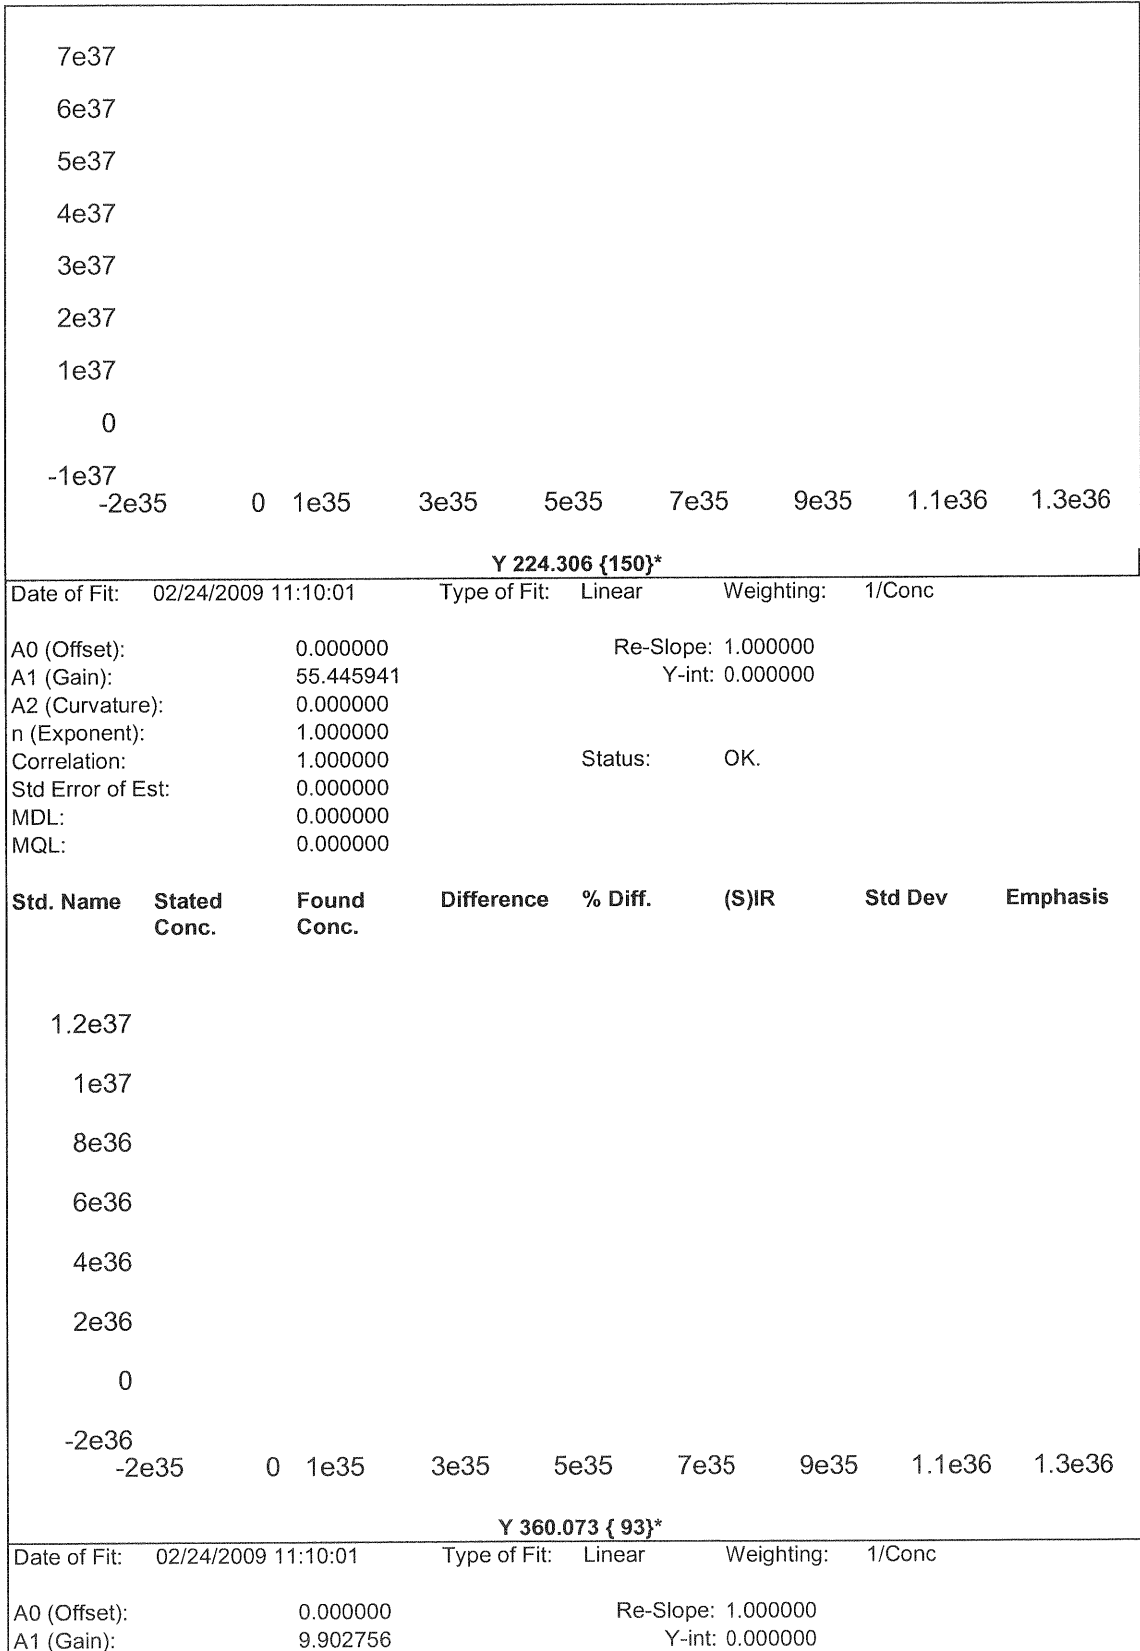 7e37
6e37
5e37
4e37
3e37
2e37
1e37
0
-1e37
-2e35 0 1e35 3e35 5e35 7e35 9e35 1.1e36 1.3e36
Y 224.306 {150}*
Date of Fit: 02/24/2009 11:10:01 Type of Fit: Linear Weighting: 1/Conc
A0 (Offset): 0.000000 Re-Slope: 1.000000
A1 (Gain): 55.445941 Y-int: 0.000000
A2 (Curvature): 0.000000
n (Exponent): 1.000000
Correlation: 1.000000 Status: OK.
Std Error of Est: 0.000000
MDL: 0.000000
MQL: 0.000000
Std. Name Stated Found Difference % Diff. (S)IR Std Dev Emphasis
Conc. Conc.
1.2e37
1e37
8e36
6e36
4e36
2e36
0
-2e36
-2e35 0 1e35 3e35 5e35 7e35 9e35 1.1e36 1.3e36
Y 360.073 { 93}*
Date of Fit: 02/24/2009 11:10:01 Type of Fit: Linear Weighting: 1/Conc
A0 (Offset): 0.000000 Re-Slope: 1.000000
A1 (Gain): 9.902756 Y-int: 0.000000